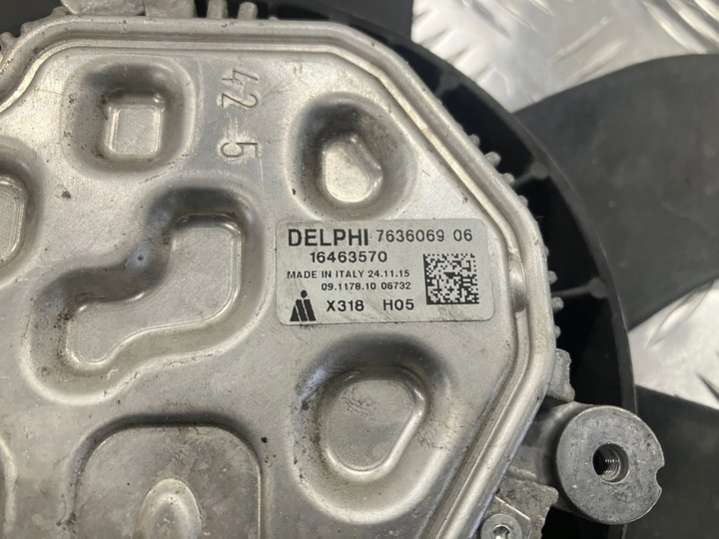 42 5
DELPHI 7636069 06
16463570
MADE IN ITALY 24.11.15
09.1178.10 06732
X318 H05